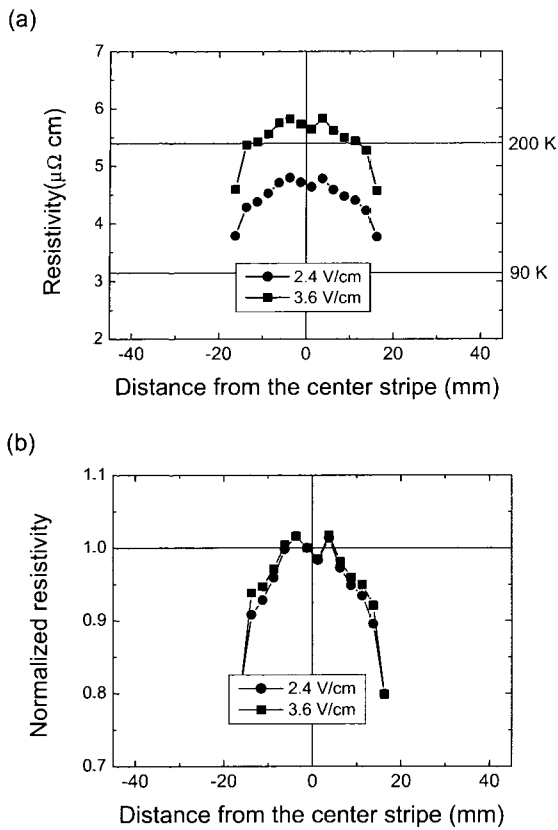 (a)
7
6
5
4
3
2
Resistivity(μΩ cm)
200 K
90 K
2.4 V/cm
3.6 V/cm
-40 -20 0 20 40
Distance from the center stripe (mm)
(b)
1.1
1.0
0.9
0.8
0.7
Normalized resistivity
2.4 V/cm
3.6 V/cm
-40 -20 0 20 40
Distance from the center stripe (mm)